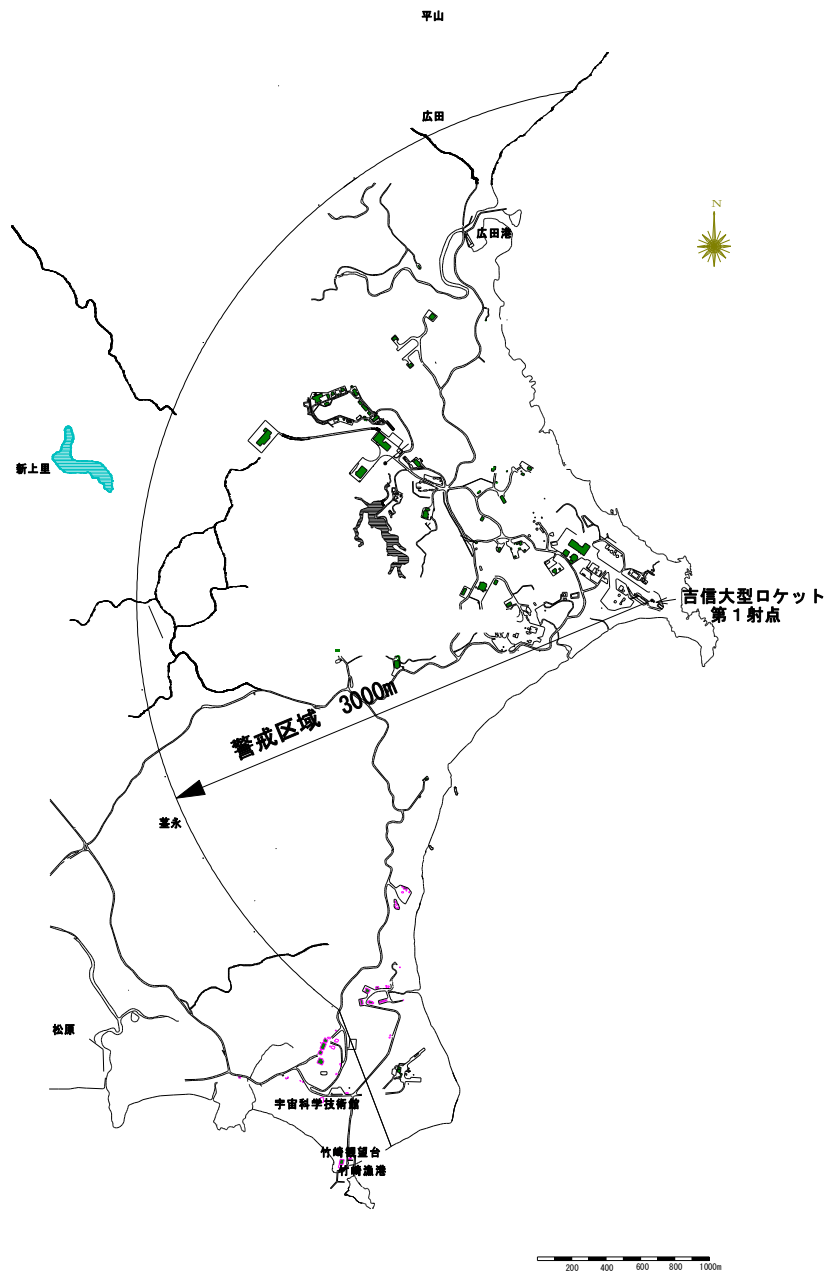 平山
広田
N
広田港
新上里
吉信大型ロケット
第1射点
警戒区域 3000m
茎永
松原
宇宙科学技術館
竹崎展望台
竹崎漁港
200 400 600 800 1000m